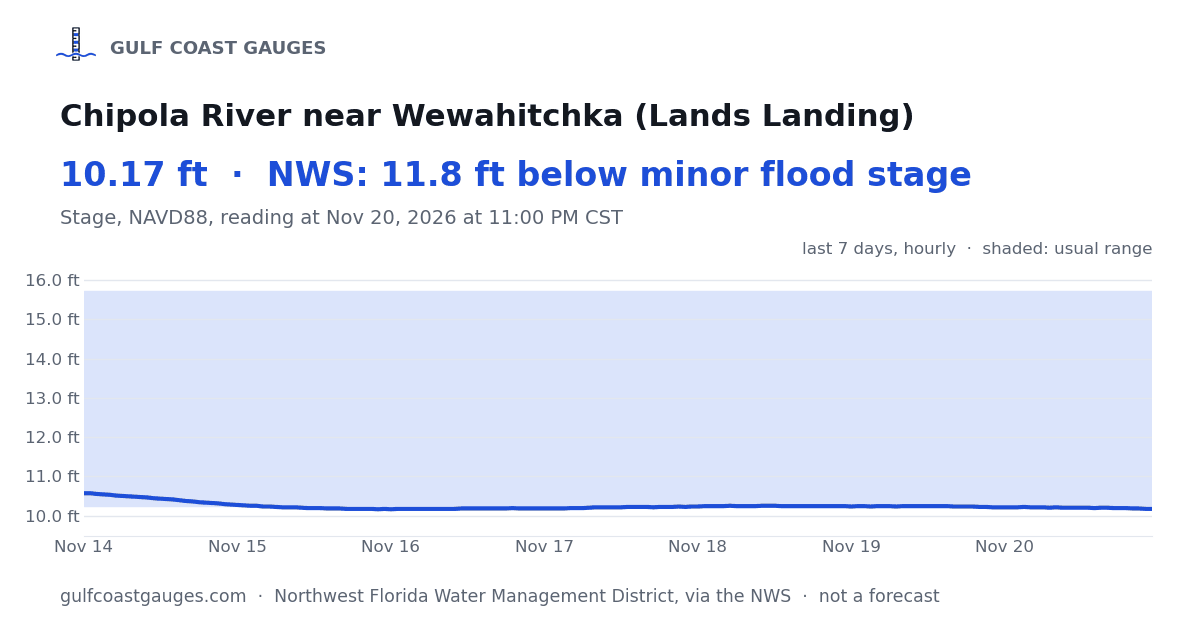 GULF COAST GAUGES
Chipola River near Wewahitchka (Lands Landing)
10.17 ft · NWS: 11.8 ft below minor flood stage
Stage, NAVD88, reading at Nov 20, 2026 at 11:00 PM CST
last 7 days, hourly · shaded: usual range
16.0 ft
15.0 ft
14.0 ft
13.0 ft
12.0 ft
11.0 ft
10.0 ft
Nov 14 Nov 15 Nov 16 Nov 17 Nov 18 Nov 19 Nov 20
gulfcoastgauges.com · Northwest Florida Water Management District, via the NWS · not a forecast